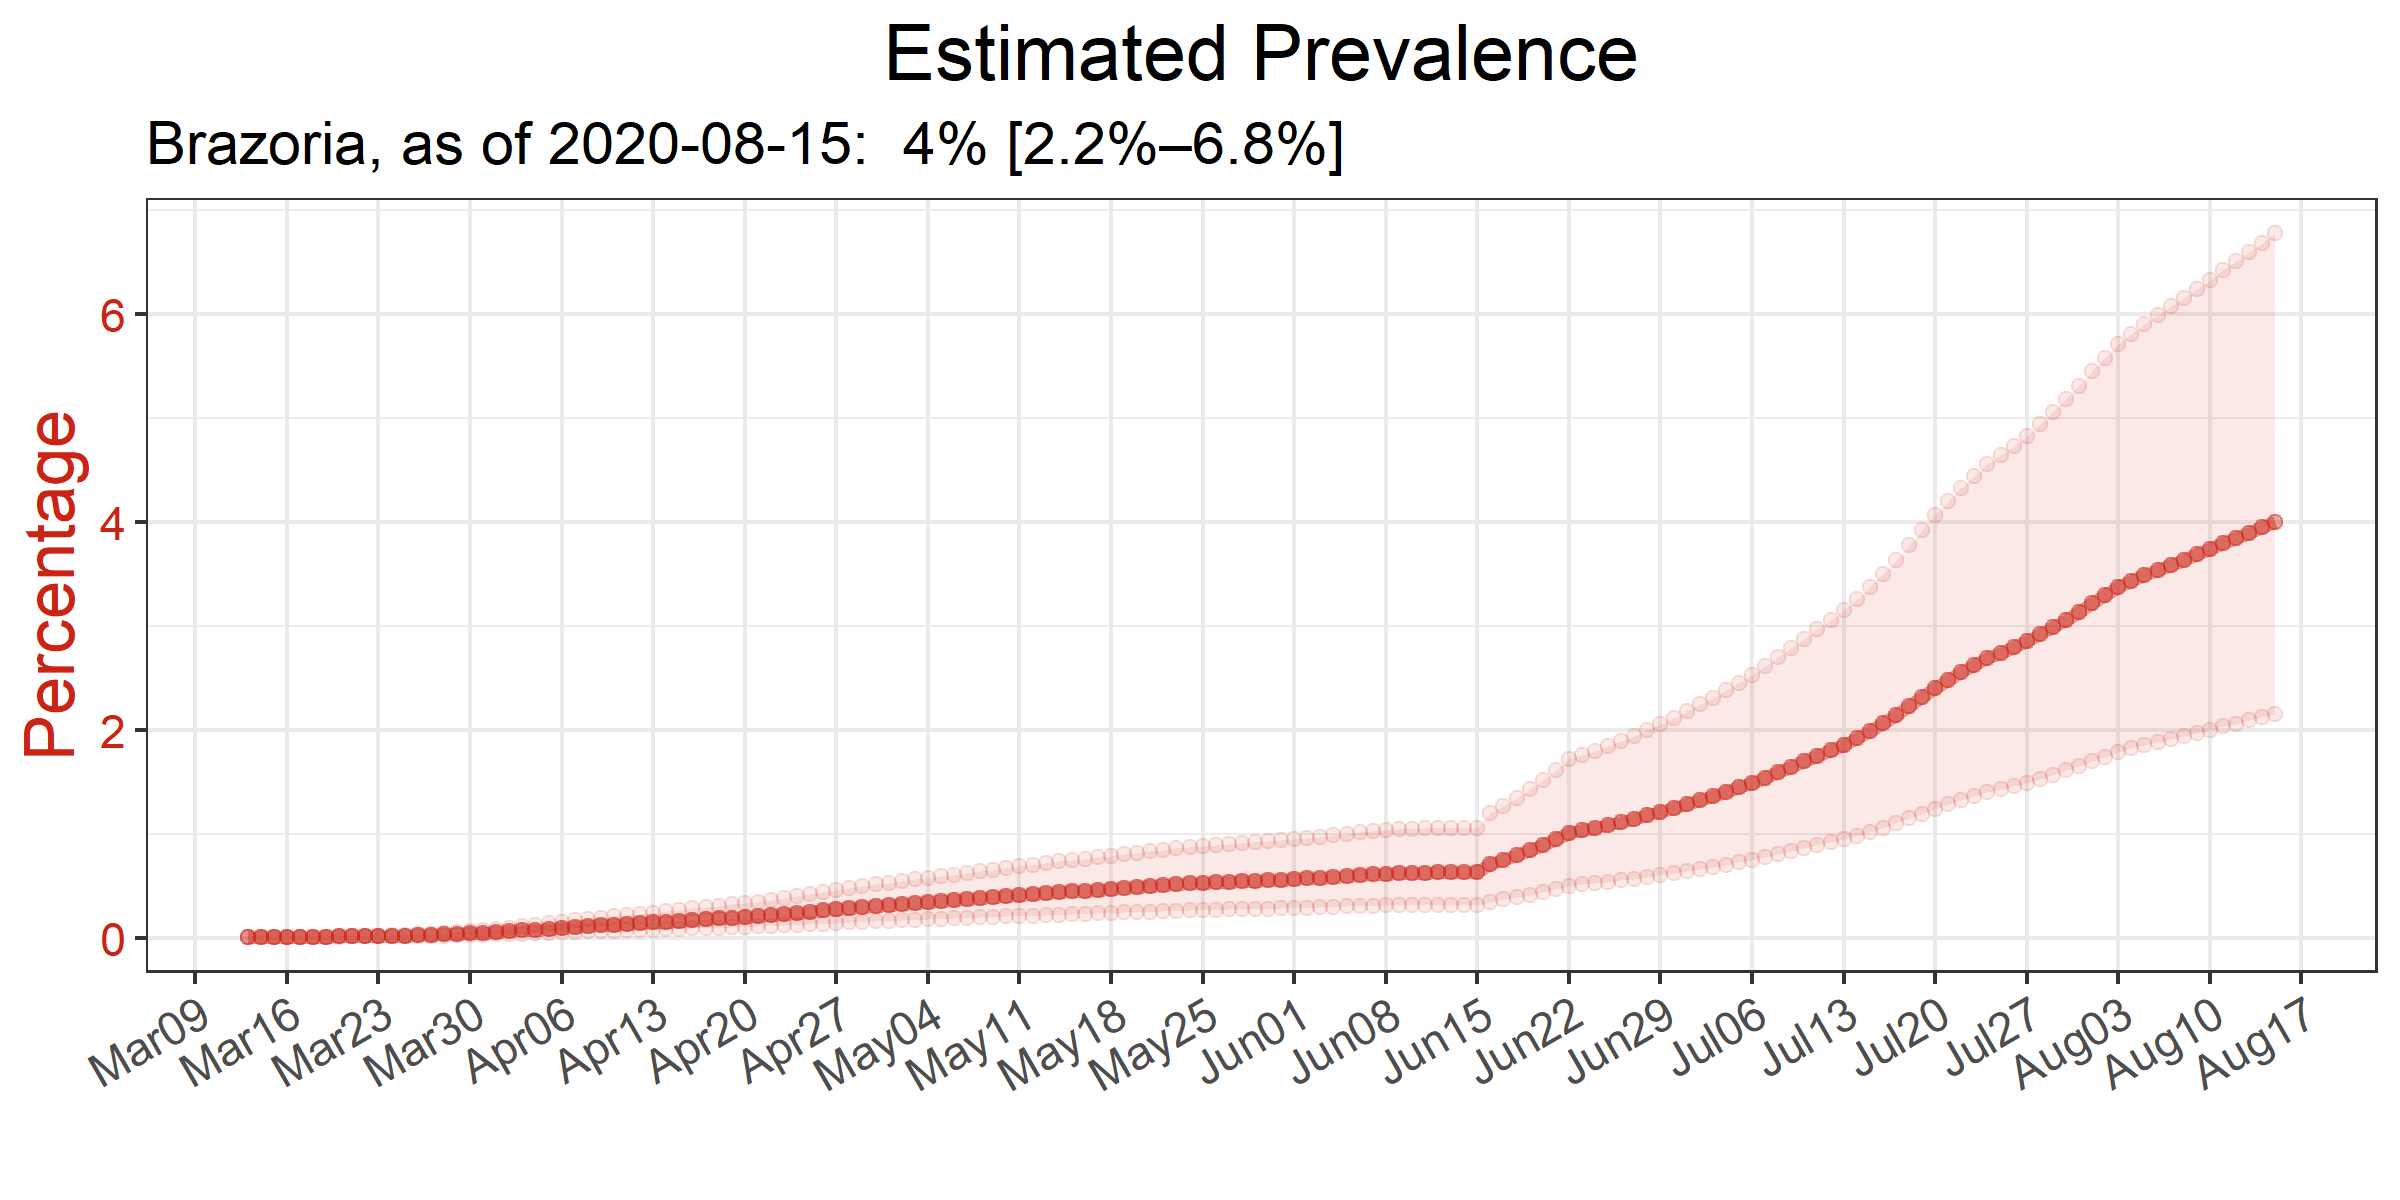 Estimated Prevalence
Brazoria, as of 2020-08-15:  4% [2.2%–6.8%]
Percentage
6
4
2
0
Mar09
Mar16
Mar23
Mar30
Apr06
Apr13
Apr20
Apr27
May04
May11
May18
May25
Jun01
Jun08
Jun15
Jun22
Jun29
Jul06
Jul13
Jul20
Jul27
Aug03
Aug10
Aug17